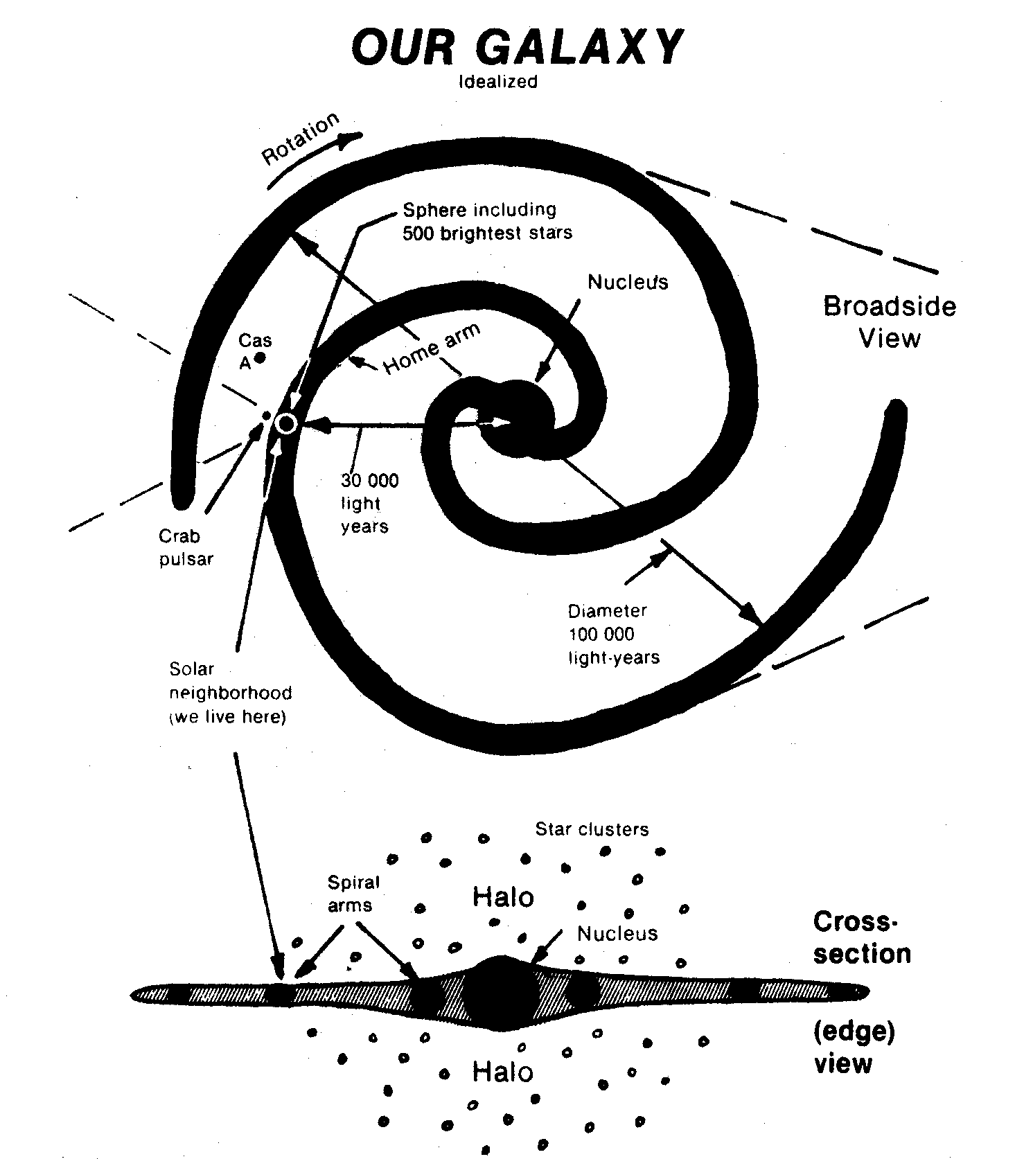 OUR GALAXY
Idealized
Rotation
Sphere including
500 brightest stars
Nucleus
Broadside
View
Cas
A
Home arm
30 000
light
years
Crab
pulsar
Diameter
100 000
light-years
Solar
neighborhood
(we live here)
Star clusters
Spiral
arms
Halo
Nucleus
Cross-
section
(edge)
view
Halo